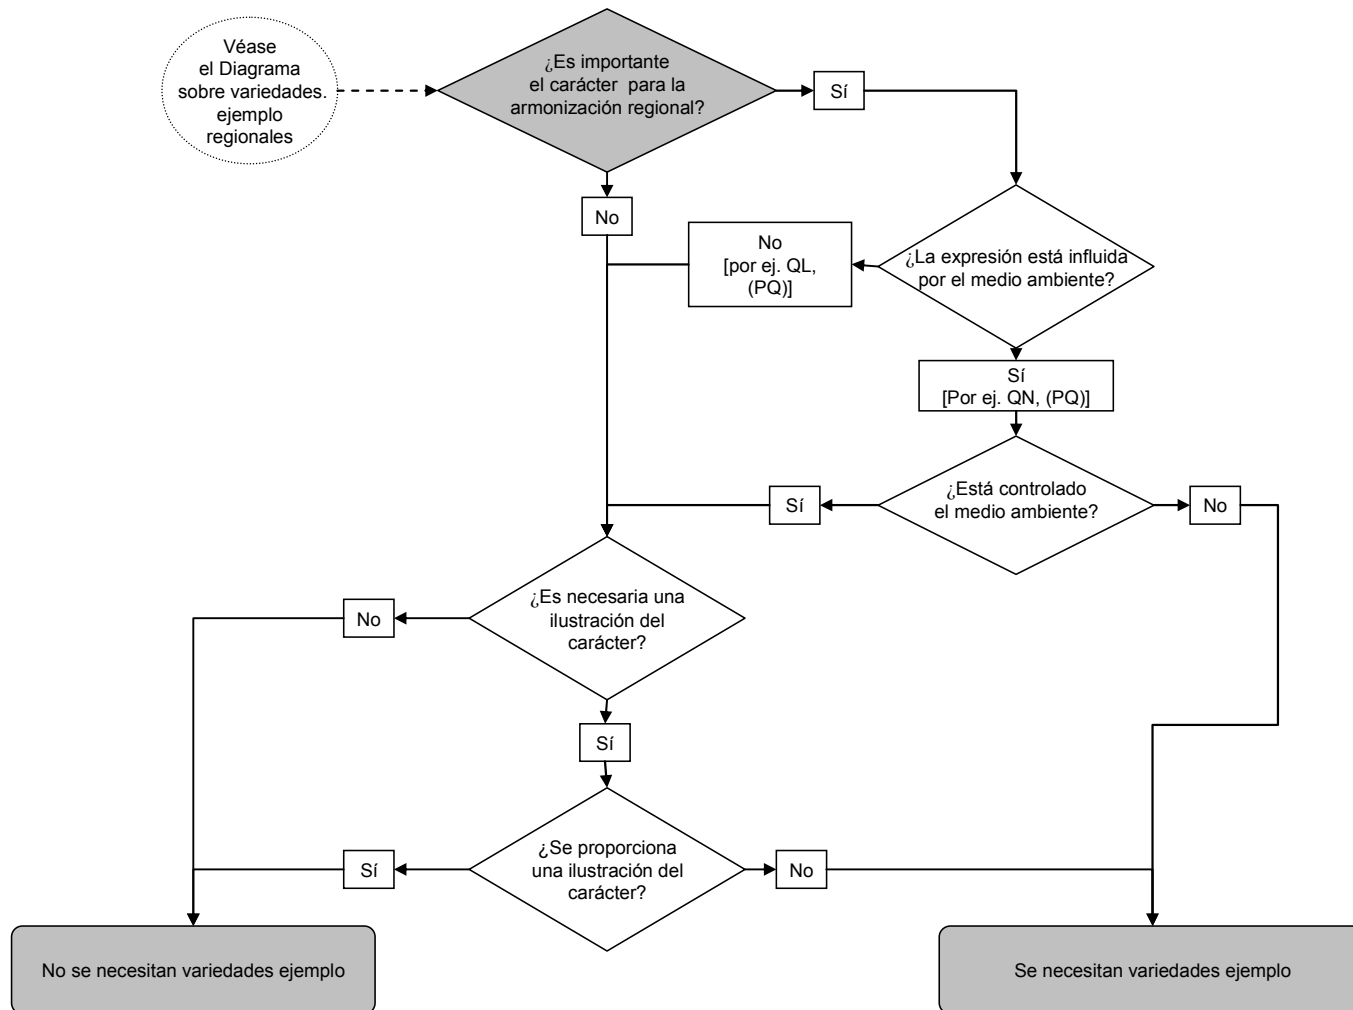 Véase
el Diagrama
sobre variedades.
ejemplo
regionales
¿Es importante
el carácter para la
armonización regional?
Sí
No
No
[por ej. QL,
(PQ)]
¿La expresión está influida
por el medio ambiente?
Sí
[Por ej. QN, (PQ)]
Sí
¿Está controlado
el medio ambiente?
No
No
¿Es necesaria una
ilustración del
carácter?
Sí
Sí
¿Se proporciona
una ilustración del
carácter?
No
No se necesitan variedades ejemplo
Se necesitan variedades ejemplo